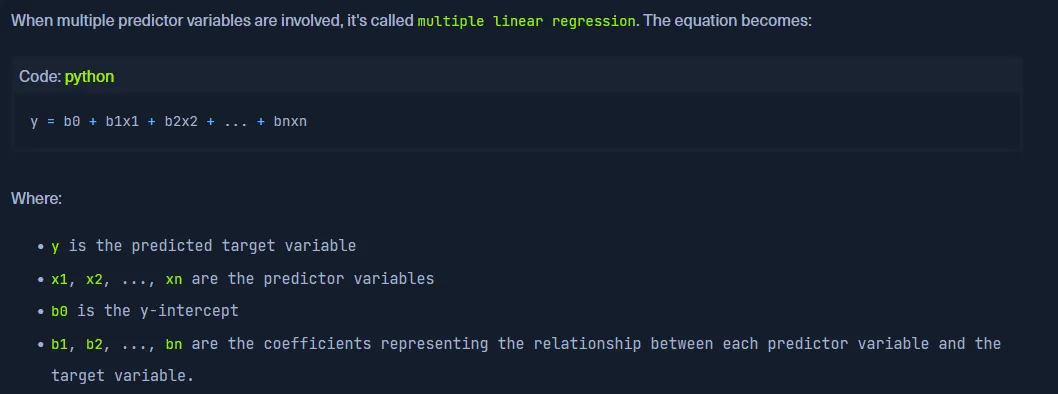 When multiple predictor variables are involved, it's called multiple linear regression. The equation becomes:
Code: python
y = b0 + b1x1 + b2x2 + ... + bnxn
Where:
• y is the predicted target variable
• x1, x2, ..., xn are the predictor variables
• b0 is the y-intercept
• b1, b2, ..., bn are the coefficients representing the relationship between each predictor variable and the
target variable.